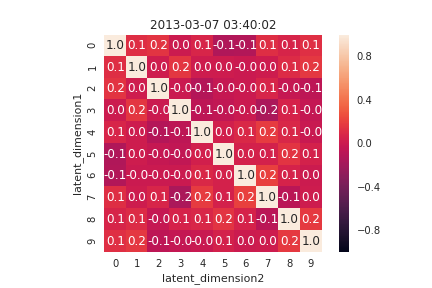 2013-03-07 03:40:02
0 1.0 0.1 0.2 0.0 0.1 -0.1 -0.1 0.1 0.1 0.1
1 0.1 1.0 0.0 0.2 0.0 0.0 -0.0 0.0 0.1 0.2
2 0.2 0.0 1.0 -0.0 -0.1 -0.0 -0.0 0.1 -0.0 -0.1
3 0.0 0.2 -0.0 1.0 -0.1 -0.0 -0.0 -0.2 0.1 -0.0
4 0.1 0.0 -0.1 -0.1 1.0 0.0 0.1 0.2 0.1 -0.0
5 -0.1 0.0 -0.0 -0.0 0.0 1.0 0.0 0.1 0.2 0.1
6 -0.1 -0.0 -0.0 -0.0 0.1 0.0 1.0 0.2 0.1 0.0
7 0.1 0.0 0.1 -0.2 0.2 0.1 0.2 1.0 -0.1 0.0
8 0.1 0.1 -0.0 0.1 0.1 0.2 0.1 -0.1 1.0 0.2
9 0.1 0.2 -0.1 -0.0 -0.0 0.1 0.0 0.0 0.2 1.0
0 1 2 3 4 5 6 7 8 9
latent_dimension2
latent_dimension1
0.8
0.4
0.0
-0.4
-0.8